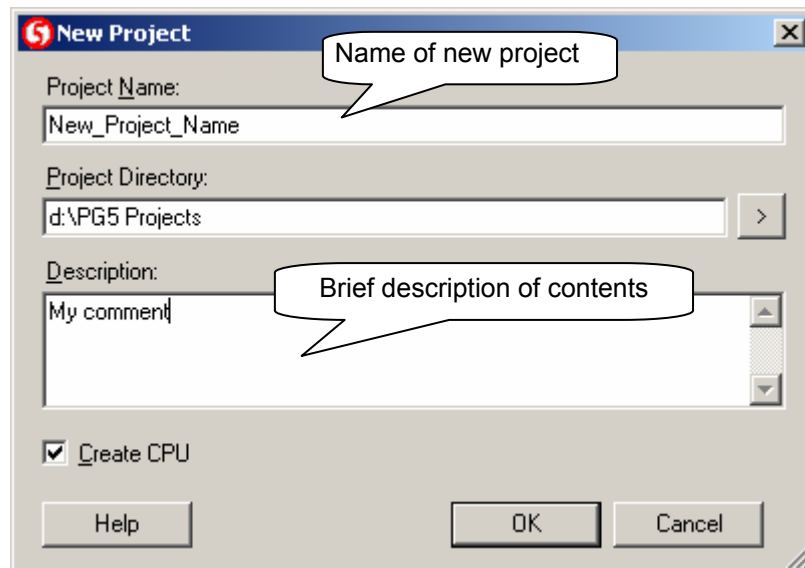 New Project
Name of new project
Project Name:
New_Project_Name
Project Directory:
d:\PG5 Projects
>
Description:
Brief description of contents
My comment
Create CPU
Help
OK
Cancel